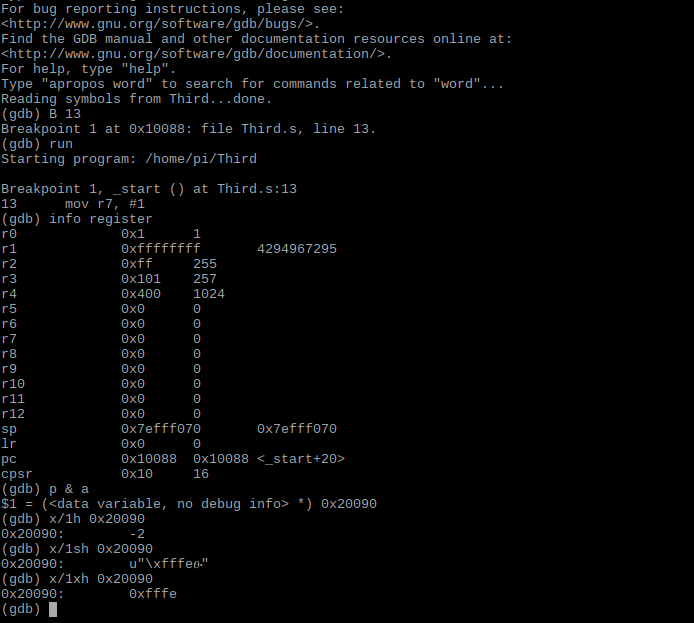 For bug reporting instructions, please see:
<http://www.gnu.org/software/gdb/bugs/>.
Find the GDB manual and other documentation resources online at:
<http://www.gnu.org/software/gdb/documentation/>.
For help, type "help".
Type "apropos word" to search for commands related to "word"...
Reading symbols from Third...done.
(gdb) B 13
Breakpoint 1 at 0x10088: file Third.s, line 13.
(gdb) run
Starting program: /home/pi/Third

Breakpoint 1, _start () at Third.s:13
13      mov r7, #1
(gdb) info register
r0             0x1      1
r1             0xffffffff       4294967295
r2             0xff     255
r3             0x101    257
r4             0x400    1024
r5             0x0      0
r6             0x0      0
r7             0x0      0
r8             0x0      0
r9             0x0      0
r10            0x0      0
r11            0x0      0
r12            0x0      0
sp             0x7efff070       0x7efff070
lr             0x0      0
pc             0x10088  0x10088 <_start+20>
cpsr           0x10     16
(gdb) p & a
$1 = (<data variable, no debug info> *) 0x20090
(gdb) x/1h 0x20090
0x20090:        -2
(gdb) x/1sh 0x20090
0x20090:        u"\xfffe
(gdb) x/1xh 0x20090
0x20090:        0xfffe
(gdb)